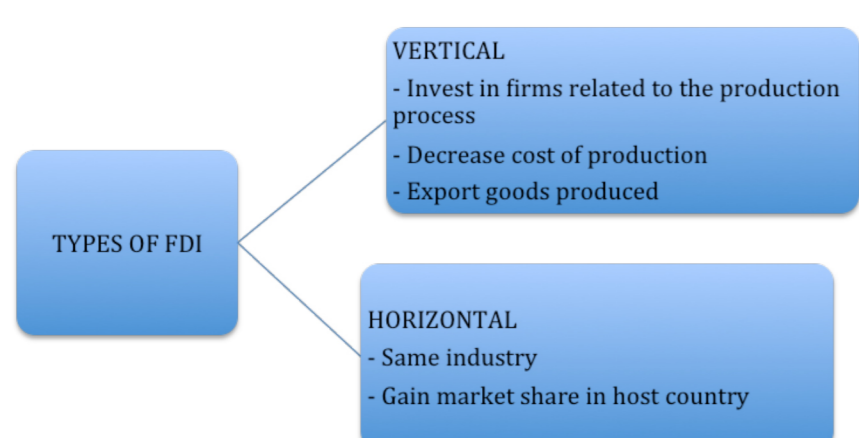 TYPES OF FDI
VERTICAL
- Invest in firms related to the production
process
- Decrease cost of production
- Export goods produced
HORIZONTAL
- Same industry
- Gain market share in host country